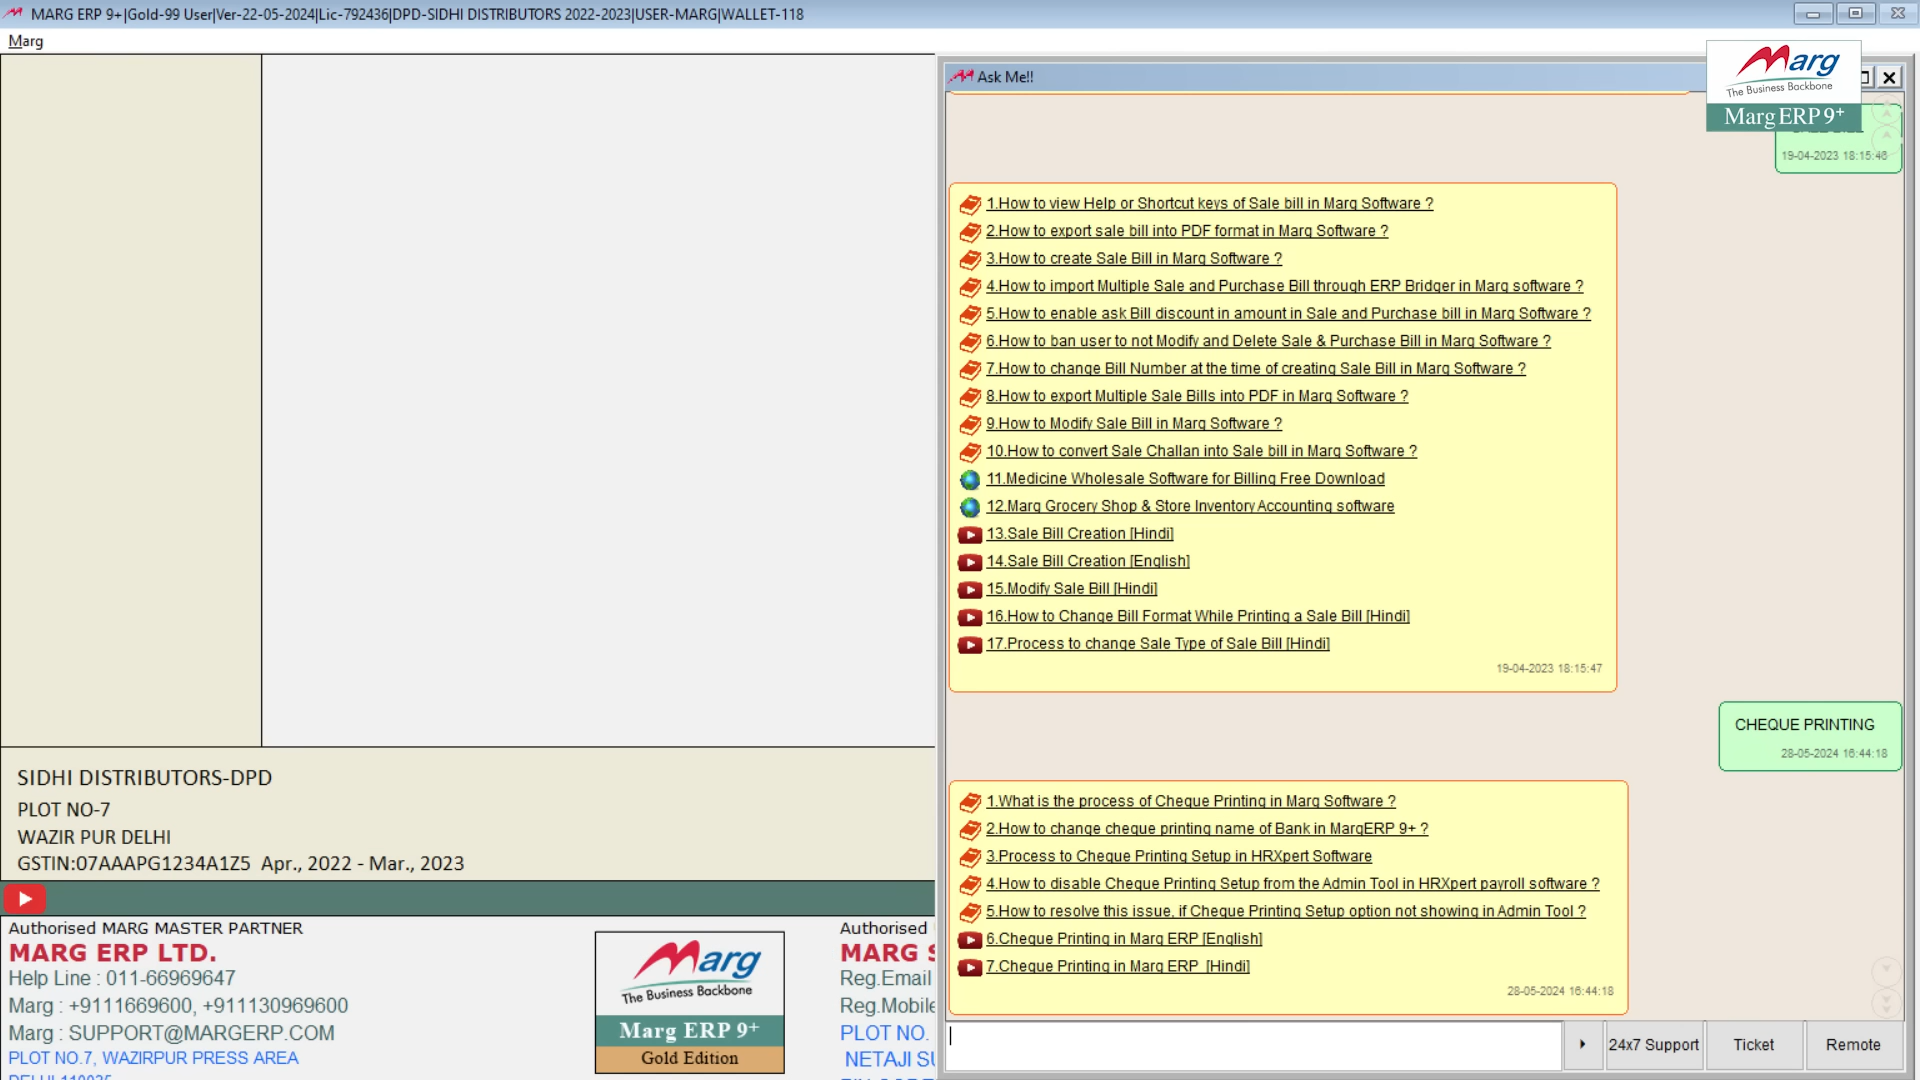 MARG ERP 9+|Gold-99 User|Ver-22-05-2024|Lic-792436|DPD-SIDHI DISTRIBUTORS 2022-2023|USER-MARG|WALLET-118
Marg
Ask Me!!
Marg
The Business Backbone
Marg ERP 9+
19-04-2023 18:15:46
1.How to view Help or Shortcut keys of Sale bill in Marg Software ?
2.How to export sale bill into PDF format in Marg Software ?
3.How to create Sale Bill in Marg Software ?
4.How to import Multiple Sale and Purchase Bill through ERP Bridger in Marg software ?
5.How to enable ask Bill discount in amount in Sale and Purchase bill in Marg Software ?
6.How to ban user to not Modify and Delete Sale & Purchase Bill in Marg Software ?
7.How to change Bill Number at the time of creating Sale Bill in Marg Software ?
8.How to export Multiple Sale Bills into PDF in Marg Software ?
9.How to Modify Sale Bill in Marg Software ?
10.How to convert Sale Challan into Sale bill in Marg Software ?
11.Medicine Wholesale Software for Billing Free Download
12.Marg Grocery Shop & Store Inventory Accounting software
13.Sale Bill Creation [Hindi]
14.Sale Bill Creation [English]
15.Modify Sale Bill [Hindi]
16.How to Change Bill Format While Printing a Sale Bill [Hindi]
17.Process to change Sale Type of Sale Bill [Hindi]
19-04-2023 18:15:47
CHEQUE PRINTING
28-05-2024 16:44:18
1.What is the process of Cheque Printing in Marg Software ?
2.How to change cheque printing name of Bank in MargERP 9+ ?
3.Process to Cheque Printing Setup in HRXpert Software
4.How to disable Cheque Printing Setup from the Admin Tool in HRXpert payroll software ?
5.How to resolve this issue, if Cheque Printing Setup option not showing in Admin Tool ?
6.Cheque Printing in Marg ERP [English]
7.Cheque Printing in Marg ERP [Hindi]
28-05-2024 16:44:18
24x7 Support
Ticket
Remote
SIDHI DISTRIBUTORS-DPD
PLOT NO-7
WAZIR PUR DELHI
GSTIN:07AAAPG1234A1Z5 Apr., 2022 - Mar., 2023
Authorised MARG MASTER PARTNER
MARG ERP LTD.
Help Line : 011-66969647
Marg : +9111669600, +911130969600
Marg : SUPPORT@MARGERP.COM
PLOT NO.7, WAZIRPUR PRESS AREA
Marg
The Business Backbone
Marg ERP 9+
Gold Edition
Authorised
MARG
Reg.Email
Reg.Mobile
PLOT NO.
NETAJI